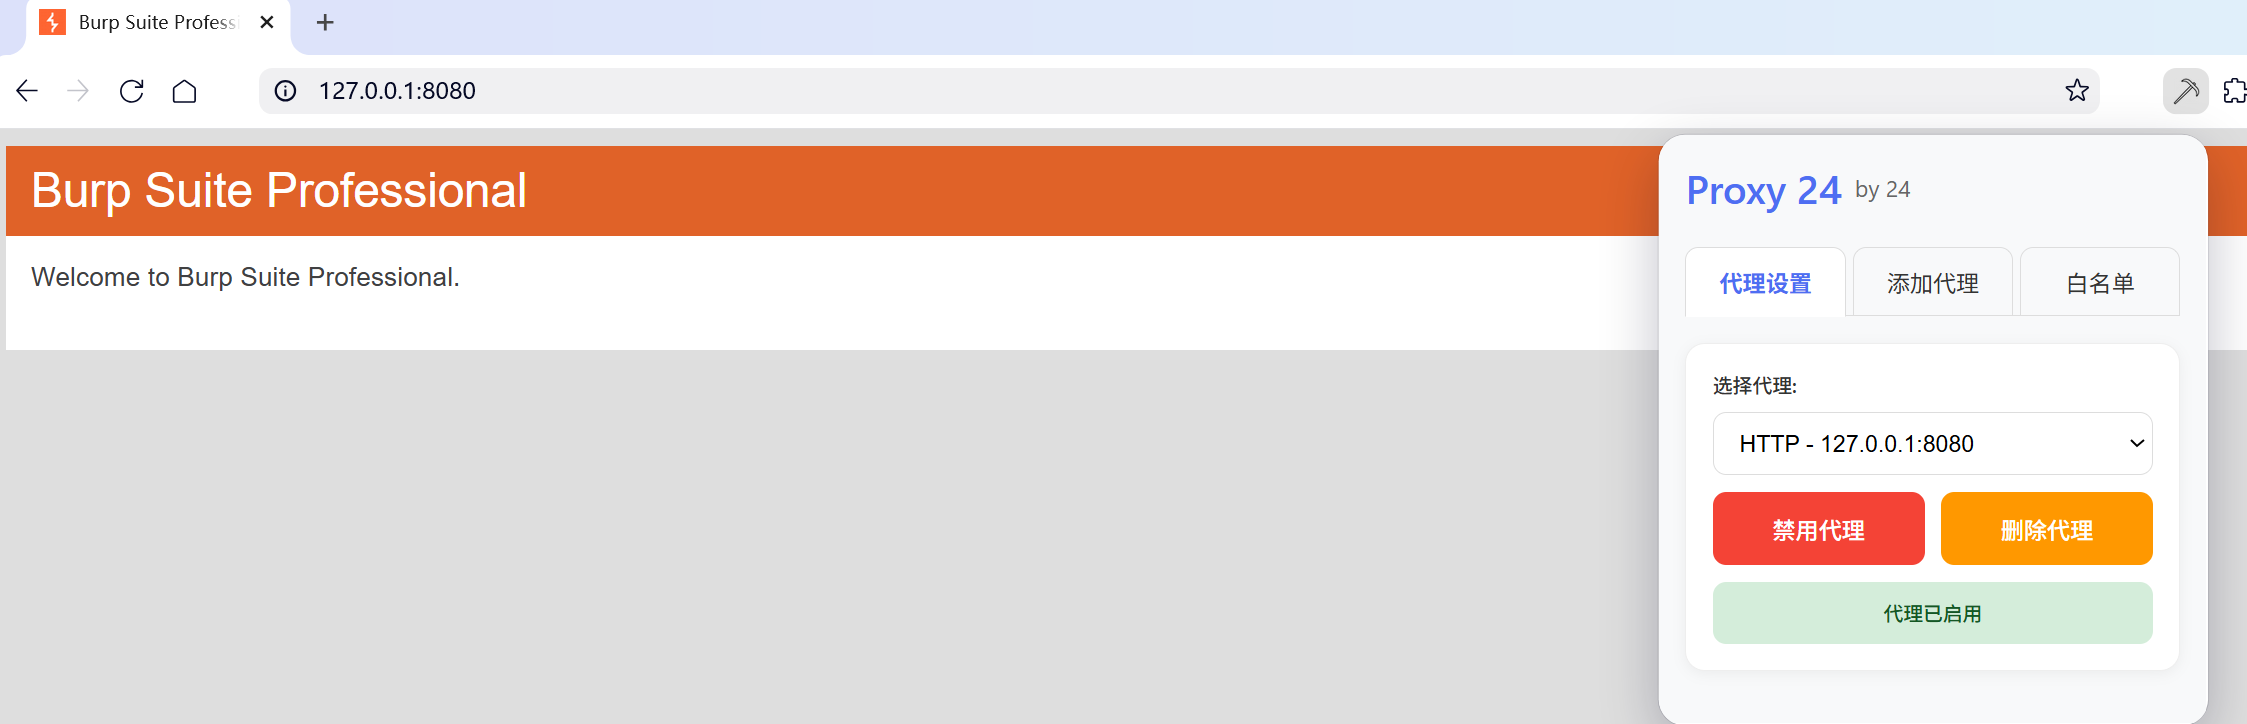 Burp Suite Profess
127.0.0.1:8080
Burp Suite Professional
Welcome to Burp Suite Professional.
Proxy 24 by 24
代理设置 添加代理 白名单
选择代理:
HTTP - 127.0.0.1:8080
禁用代理 删除代理
代理已启用